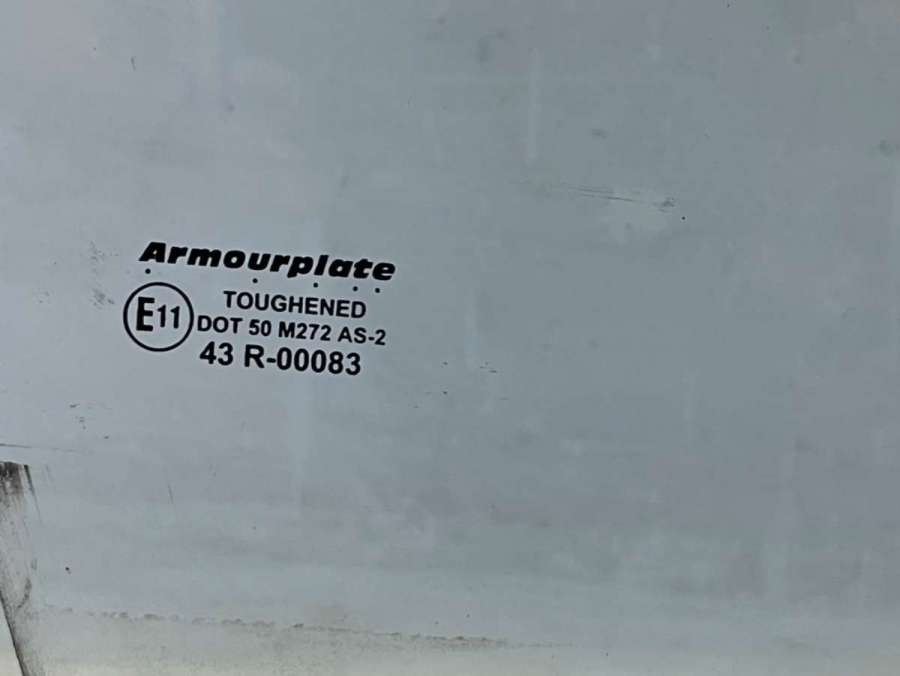 Armourplate
E11
TOUGHENED
DOT 50 M272 AS-2
43 R-00083